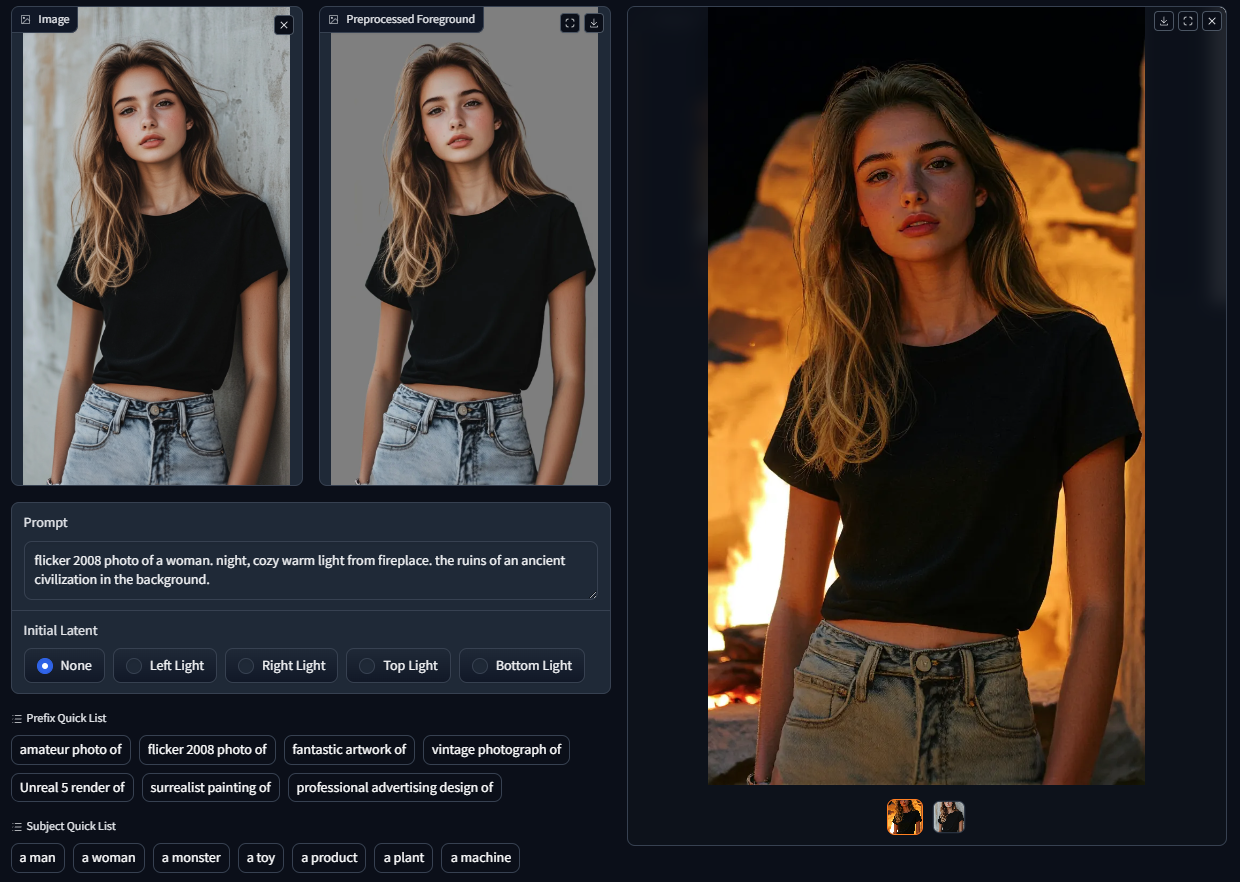 Image
Preprocessed Foreground
Prompt
flicker 2008 photo of a woman. night, cozy warm light from fireplace. the ruins of an ancient
civilization in the background.
Initial Latent
None Left Light Right Light Top Light Bottom Light
Prefix Quick List
amateur photo of flicker 2008 photo of fantastic artwork of vintage photograph of
Unreal 5 render of surrealist painting of professional advertising design of
Subject Quick List
a man a woman a monster a toy a product a plant a machine